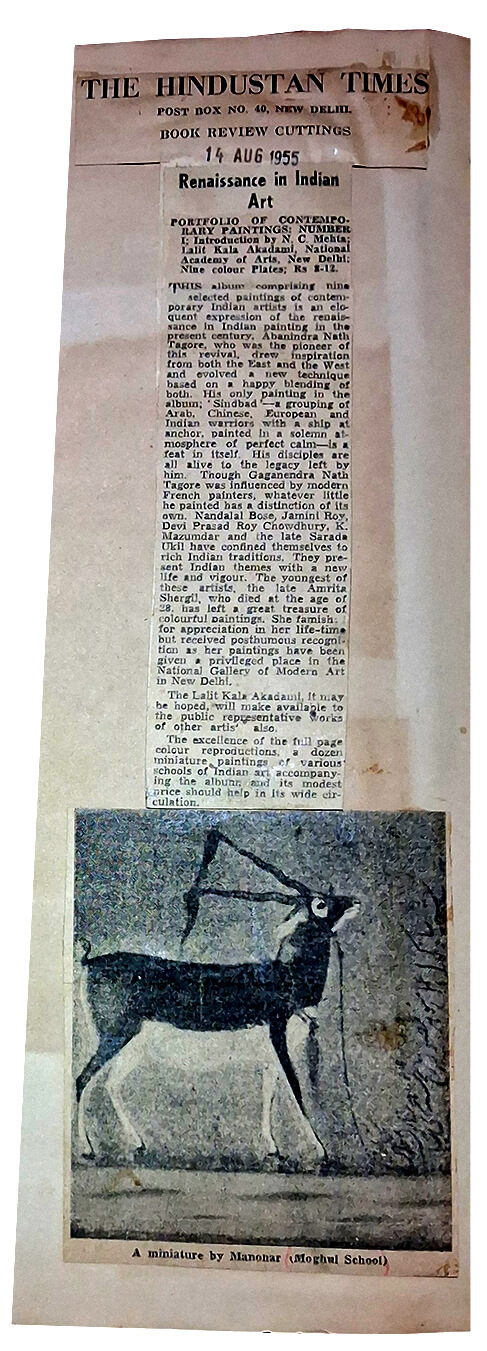 THE HINDUSTAN TIMES
POST BOX NO. 40, NEW DELHI.
BOOK REVIEW CUTTINGS
14 AUG 1955
Renaissance in Indian
Art
PORTFOLIO OF CONTEMPO-
RARY PAINTINGS: NUMBER
I; Introduction by N. C. Mehta;
Lalit Kala Akadami, National
Academy of Arts, New Delhi;
Nine colour Plates; Rs 8-12.
THIS album comprising nine
selected paintings of contem-
porary Indian artists is an elo-
quent expression of the renais-
sance in Indian painting in the
present century. Abanindra Nath
Tagore, who was the pioneer of
this revival, drew inspiration
from both the East and the West
and evolved a new technique
based on a happy blending of
both. His only painting in the
album; 'Sindbad'—a grouping of
Arab, Chinese, European and
Indian warriors with a ship at
anchor, painted in a solemn at-
mosphere of perfect calm—is a
feat in itself. His disciples are
all alive to the legacy left by
him. Though Gaganendra Nath
Tagore was influenced by modern
French painters, whatever little
he painted has a distinction of its
own. Nandalal Bose, Jamini Roy,
Devi Prasad Roy Chowdhury, K.
Mazumdar and the late Sarada
Ukil have confined themselves to
rich Indian traditions. They pre-
sent Indian themes with a new
life and vigour. The youngest of
these artists, the late Amrita
Shergil, who died at the age of
28, has left a great treasure of
colourful paintings. She famish-
for appreciation in her life-time
but received posthumous recogni-
tion as her paintings have been
given a privileged place in the
National Gallery of Modern Art
in New Delhi.
The Lalit Kala Akadami, it may
be hoped, will make available to
the public representative works
of other artis' also.
The excellence of the full page
colour reproductions, a dozen
miniature paintings of various
schools of Indian art accompany-
ing the album and its modest
price should help in its wide cir-
culation.
A miniature by Manonar (Moghul School)